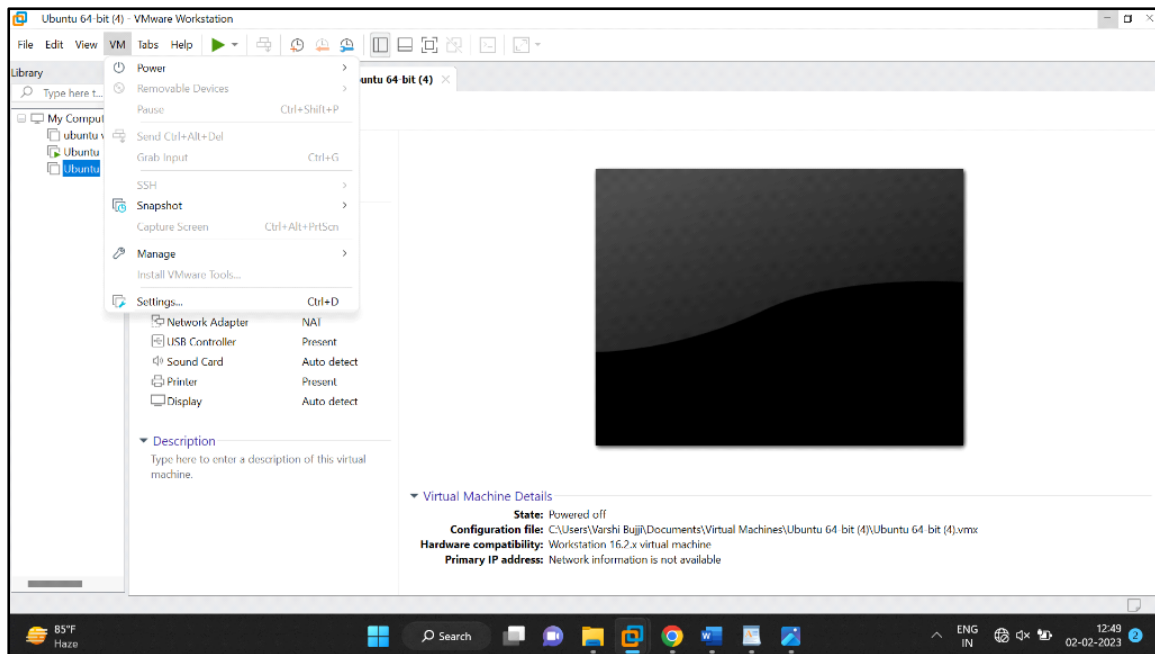 Ubuntu 64-bit (4) - VMware Workstation
File Edit View VM Tabs Help
Library
Type here t...
My Comput
ubuntu v
Ubuntu
Ubuntu
Power
Removable Devices
Pause Ctrl+Shift+P
Send Ctrl+Alt+Del
Grab Input Ctrl+G
SSH
Snapshot
Capture Screen Ctrl+Alt+PrtScn
Manage
Install VMware Tools...
Settings... Ctrl+D
untu 64-bit (4)
Network Adapter NAT
USB Controller Present
Sound Card Auto detect
Printer Present
Display Auto detect
Description
Type here to enter a description of this virtual
machine.
Virtual Machine Details
State: Powered off
Configuration file: C:\Users\Varshi Bujji\Documents\Virtual Machines\Ubuntu 64-bit (4)\Ubuntu 64-bit (4).vmx
Hardware compatibility: Workstation 16.2.x virtual machine
Primary IP address: Network information is not available
85°F
Haze
Search
ENG
IN
12:49
02-02-2023
2